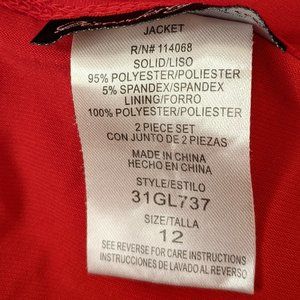 JACKET
R/N# 114068
SOLID/LISO
95% POLYESTER/POLIESTER
5% SPANDEX/SPANDEX
LINING/FORRO
100% POLYESTER/POLIESTER
2 PIECE SET
CON JUNTO DE 2 PIEZAS
MADE IN CHINA
HECHO EN CHINA
STYLE/ESTILO
31GL737
SIZE/TALLA
12
SEE REVERSE FOR CARE INSTRUCTIONS
INSTRUCCIONES DE LAVADO AL REVERSO